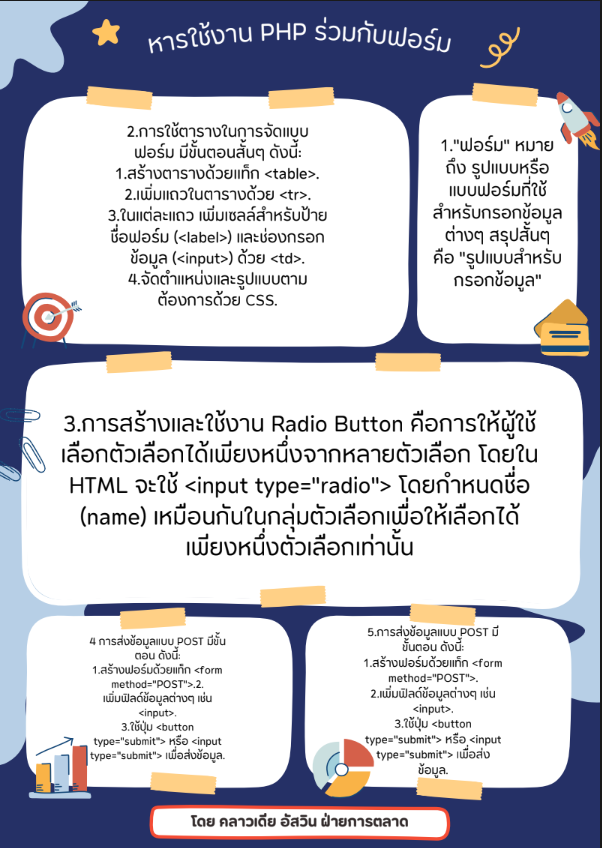 หารใช้งาน PHP ร่วมกับฟอร์ม
2.การใช้ตารางในการจัดแบบ
ฟอร์ม มีขั้นตอนสั้นๆ ดังนี้:
1.สร้างตารางด้วยแท็ก <table>.
2.เพิ่มแถวในตารางด้วย <tr>.
3.ในแต่ละแถว เพิ่มเซลล์สำหรับป้าย
ชื่อฟอร์ม (<label>) และช่องกรอก
ข้อมูล (<input>) ด้วย <td>.
4.จัดตำแหน่งและรูปแบบตาม
ต้องการด้วย CSS.
1."ฟอร์ม" หมาย
ถึง รูปแบบหรือ
แบบฟอร์มที่ใช้
สำหรับกรอกข้อมูล
ต่างๆ สรุปสั้นๆ
คือ "รูปแบบสำหรับ
กรอกข้อมูล"
3.การสร้างและใช้งาน Radio Button คือการให้ผู้ใช้
เลือกตัวเลือกได้เพียงหนึ่งจากหลายตัวเลือก โดยใน
HTML จะใช้ <input type="radio"> โดยกำหนดชื่อ
(name) เหมือนกันในกลุ่มตัวเลือกเพื่อให้เลือกได้
เพียงหนึ่งตัวเลือกเท่านั้น
4 การส่งข้อมูลแบบ POST มีขั้น
ตอน ดังนี้:
1.สร้างฟอร์มด้วยแท็ก <form
method="POST">.2.
เพิ่มฟิลด์ข้อมูลต่างๆ เช่น
<input>.
3.ใช้ปุ่ม <button
type="submit"> หรือ <input
type="submit"> เพื่อส่งข้อมูล.
5.การส่งข้อมูลแบบ POST มี
ขั้นตอน ดังนี้:
1.สร้างฟอร์มด้วยแท็ก <form
method="POST">.
2.เพิ่มฟิลด์ข้อมูลต่างๆ เช่น
<input>.
3.ใช้ปุ่ม <button
type="submit"> หรือ <input
type="submit"> เพื่อส่ง
ข้อมูล.
โดย คลาวเดีย อัสวิน ฝ่ายการตลาด